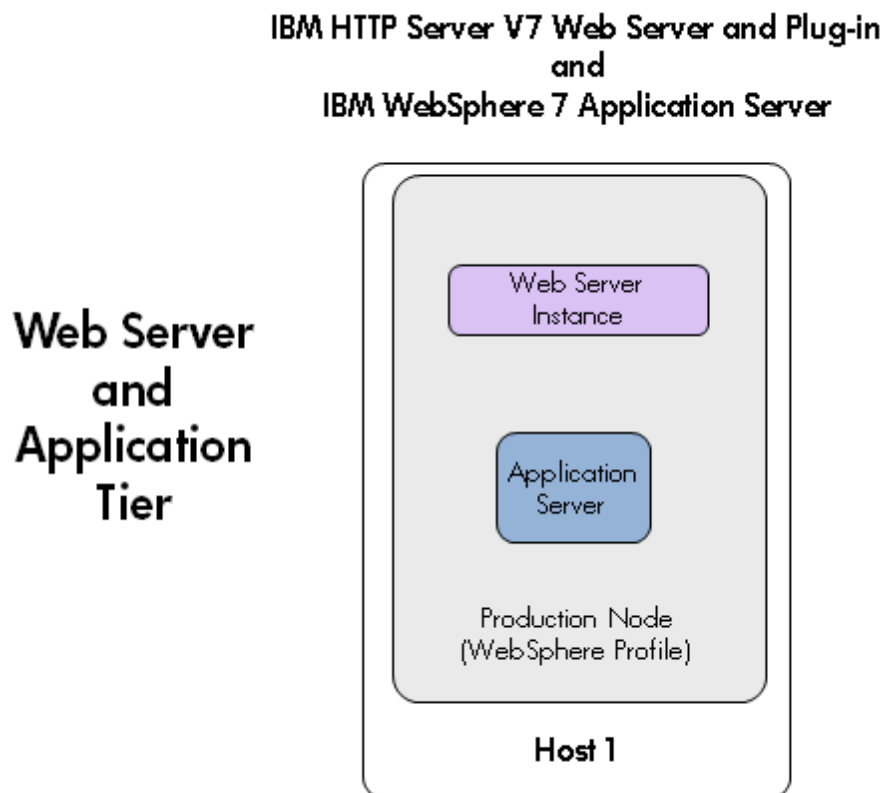 IBM HTTP Server V7 Web Server and Plug-in
and
IBM WebSphere 7 Application Server
Web Server
and
Application
Tier
Web Server
Instance
Application
Server
Production Node
(WebSphere Profile)
Host 1